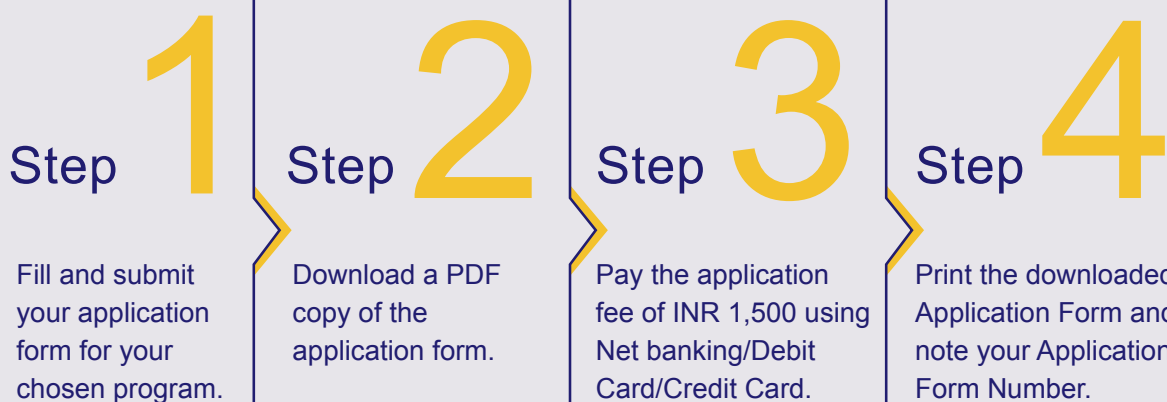 Step 1
Fill and submit
your application
form for your
chosen program.
Step 2
Download a PDF
copy of the
application form.
Step 3
Pay the application
fee of INR 1,500 using
Net banking/Debit
Card/Credit Card.
Step 4
Print the downloaded
Application Form and
note your Application
Form Number.